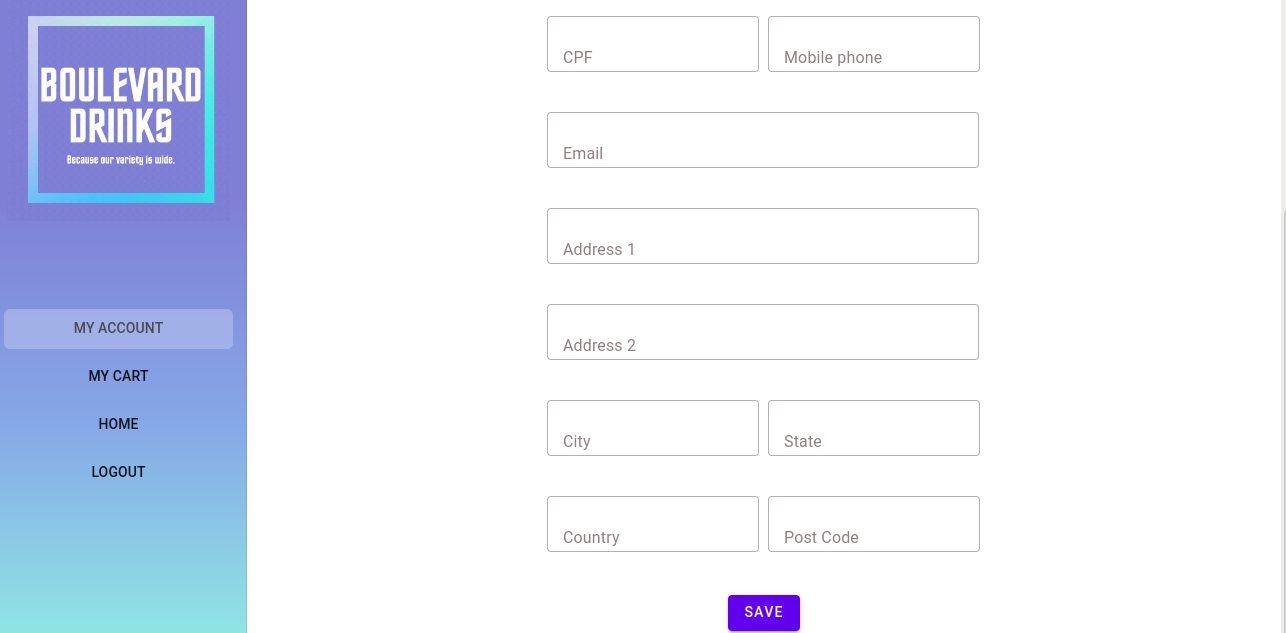 BOULEVARD
DRINKS
Because our variety is wide.
MY ACCOUNT
MY CART
HOME
LOGOUT
CPF
Mobile phone
Email
Address 1
Address 2
City
State
Country
Post Code
SAVE